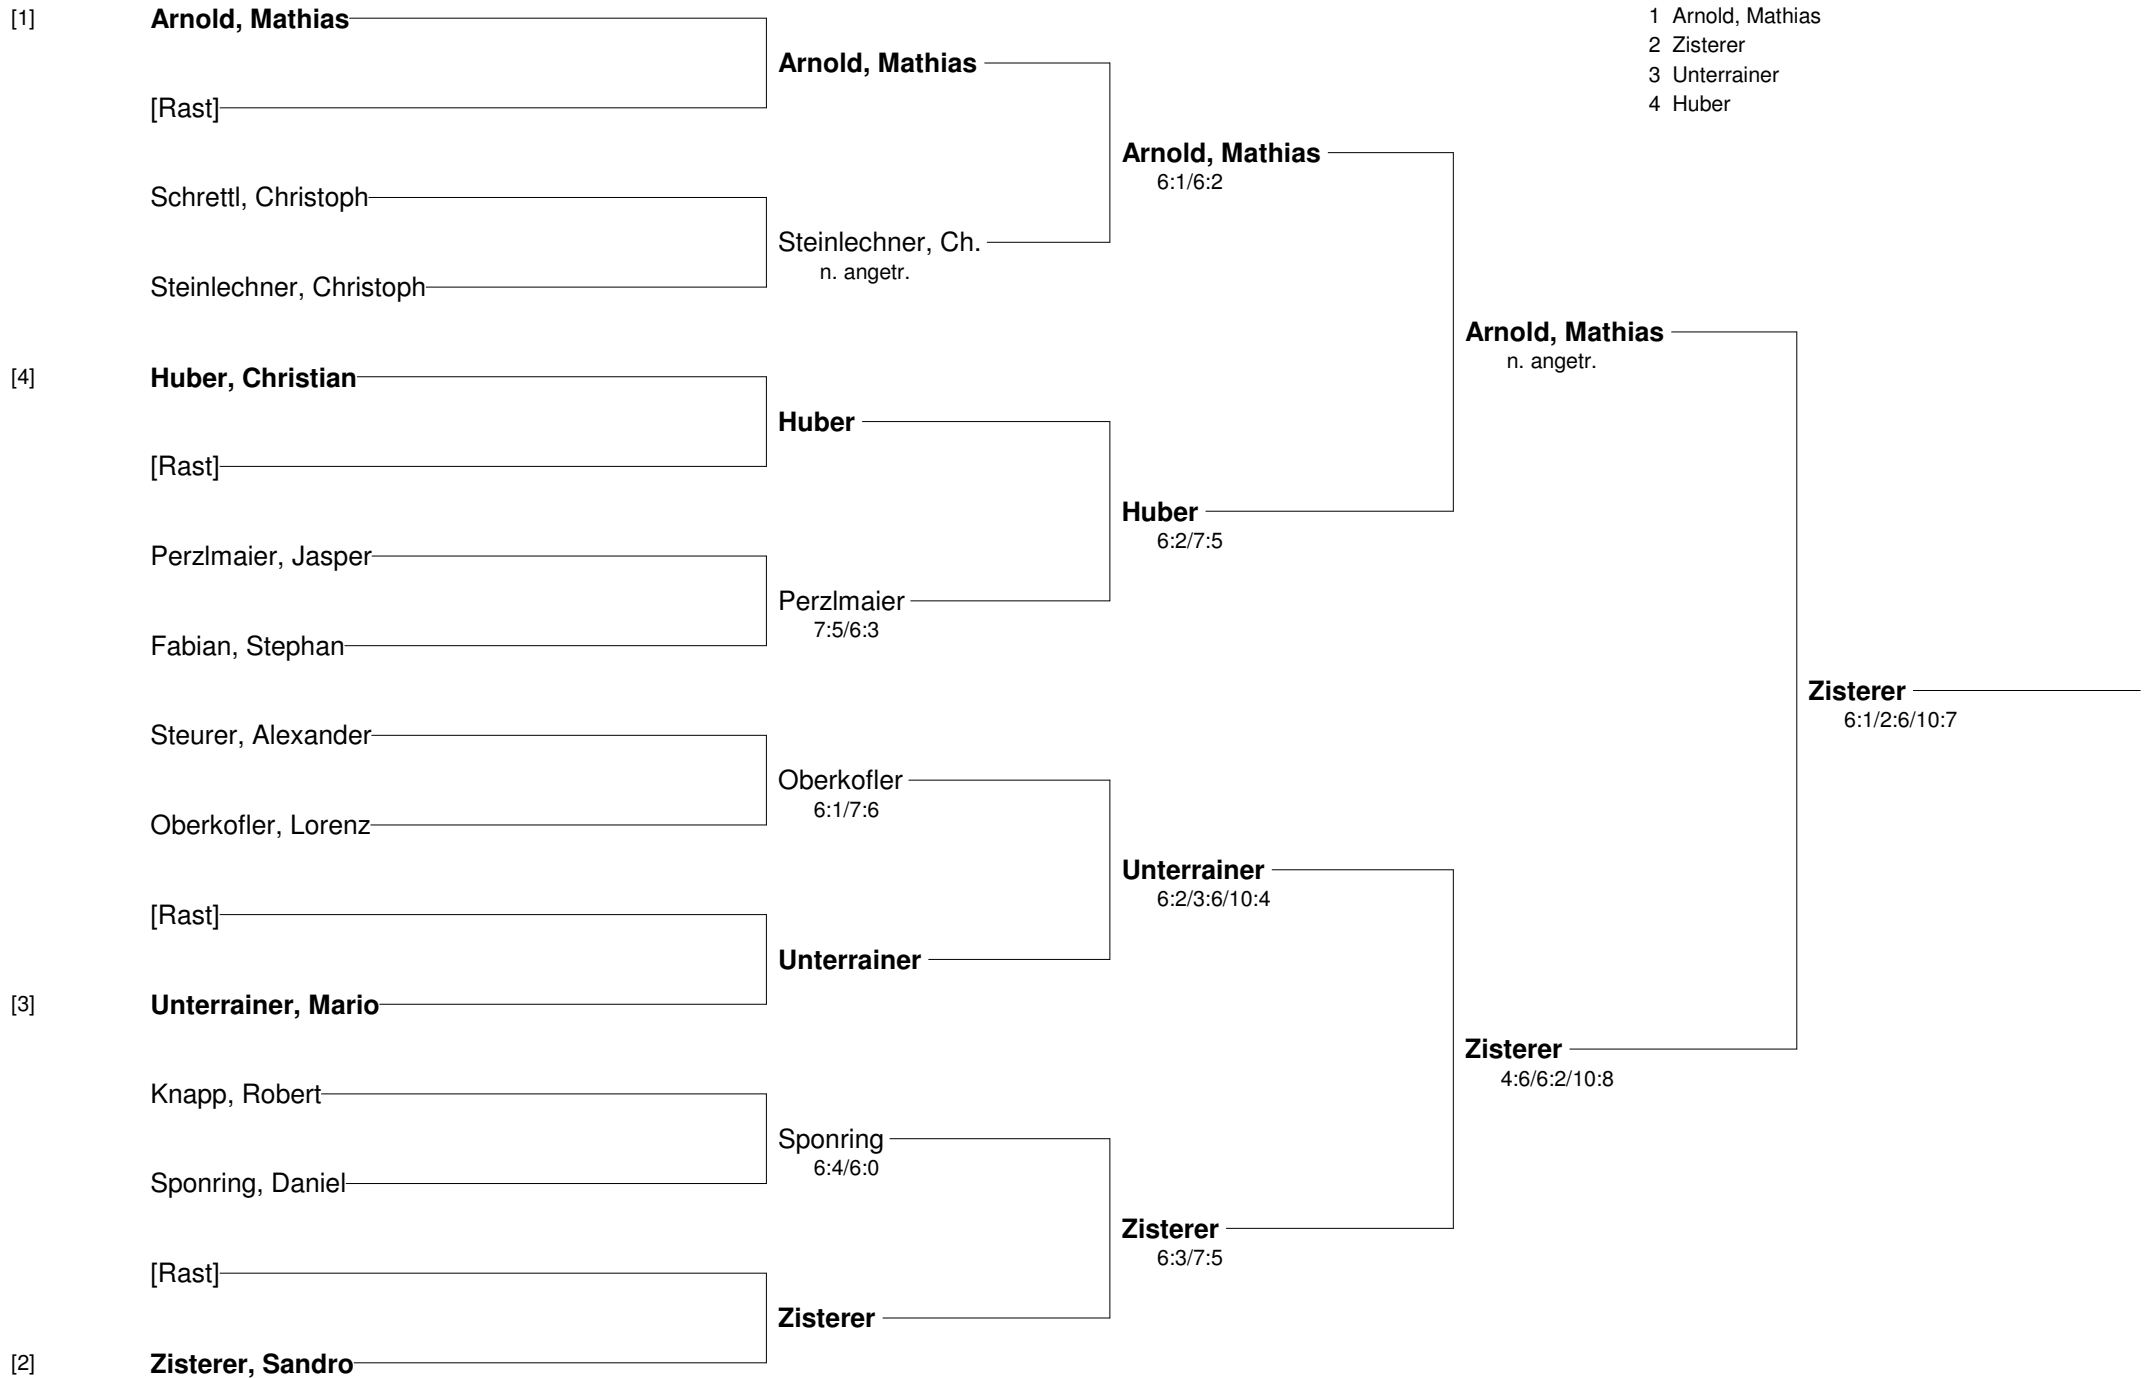 [1] Arnold, Mathias
[Rast]
Schrettl, Christoph
Steinlechner, Christoph
[4] Huber, Christian
[Rast]
Perzlmaier, Jasper
Fabian, Stephan
Steurer, Alexander
Oberkofler, Lorenz
[Rast]
[3] Unterrainer, Mario
Knapp, Robert
Sponring, Daniel
[Rast]
[2] Zisterer, Sandro
Arnold, Mathias
Steinlechner, Ch.
n. angetr.
Huber
Perzlmaier
7:5/6:3
Oberkofler
6:1/7:6
Unterrainer
Sponring
6:4/6:0
Zisterer
Arnold, Mathias
6:1/6:2
Huber
6:2/7:5
Unterrainer
6:2/3:6/10:4
Zisterer
6:3/7:5
Arnold, Mathias
n. angetr.
Zisterer
4:6/6:2/10:8
Zisterer
6:1/2:6/10:7
1 Arnold, Mathias
2 Zisterer
3 Unterrainer
4 Huber